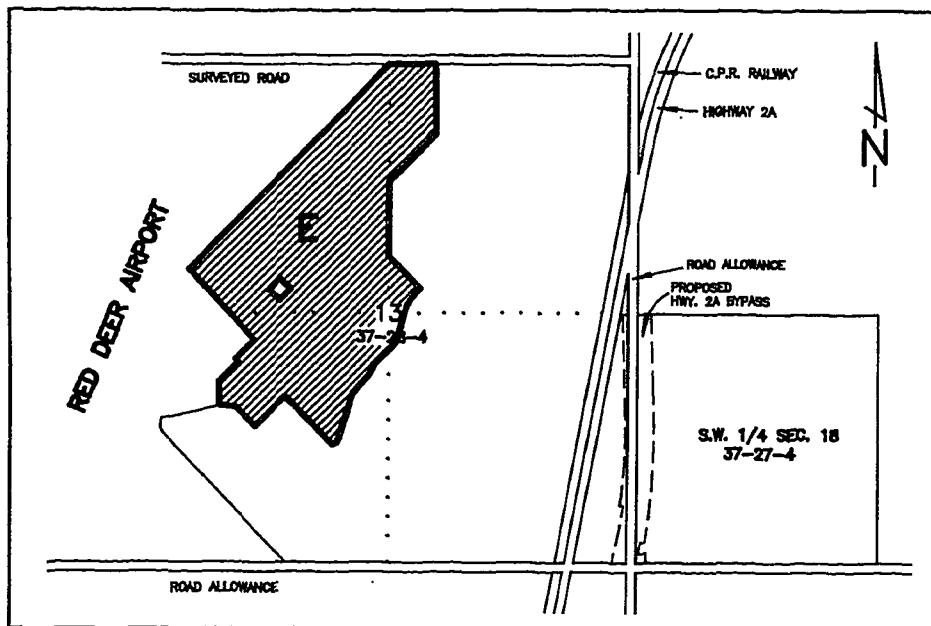 SURVEYED ROAD
C.P.R. RAILWAY
HIGHWAY 2A
N
RED DEER AIRPORT
E
ROAD ALLOWANCE
PROPOSED
HWY. 2A BYPASS
13
S.W. 1/4 SEC. 18
37-27-4
ROAD ALLOWANCE